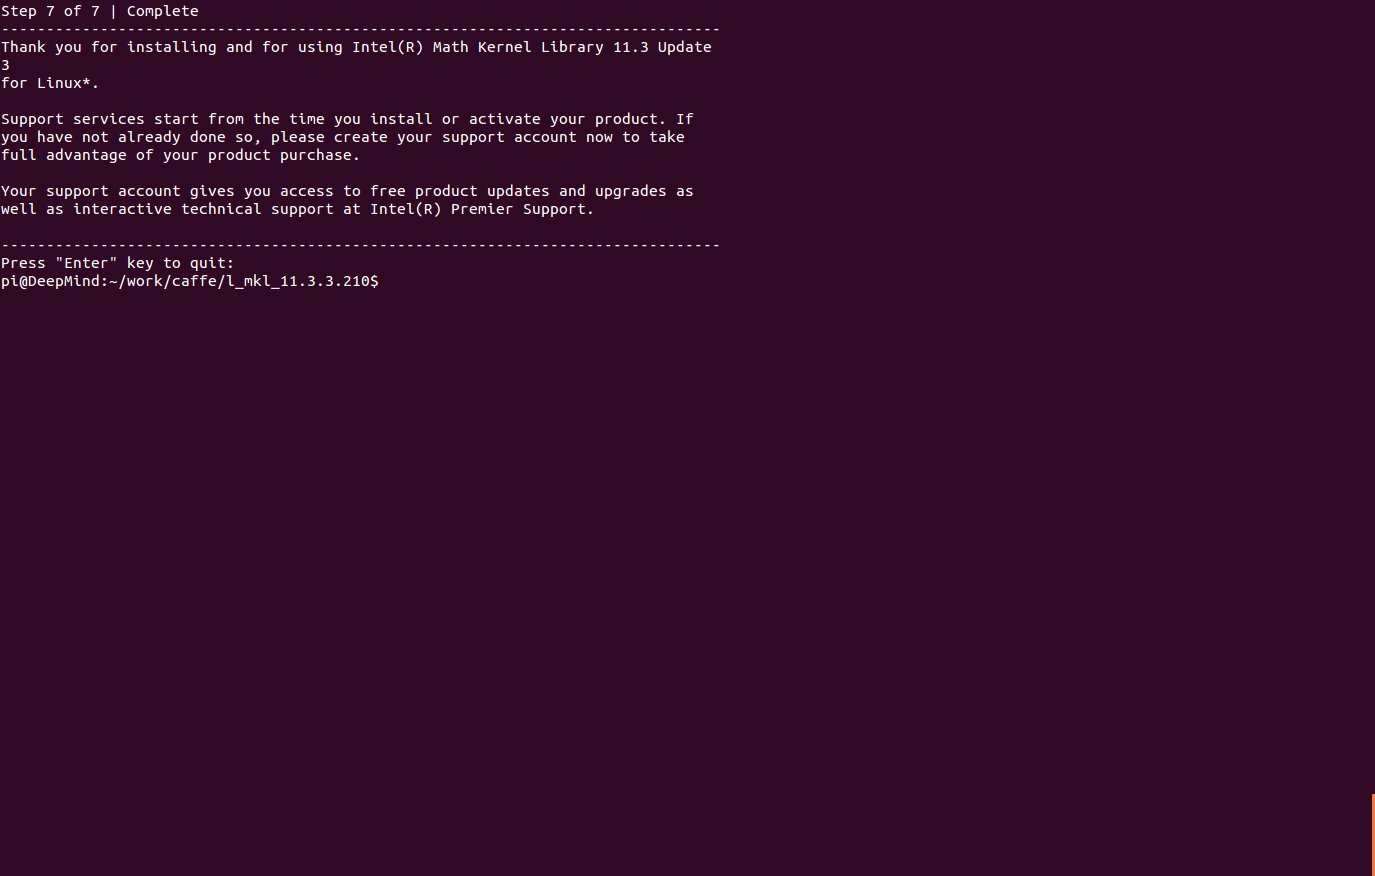 Step 7 of 7 | Complete
--------------------------------------------------------------------------------
Thank you for installing and for using Intel(R) Math Kernel Library 11.3 Update
3
for Linux*.
Support services start from the time you install or activate your product. If
you have not already done so, please create your support account now to take
full advantage of your product purchase.
Your support account gives you access to free product updates and upgrades as
well as interactive technical support at Intel(R) Premier Support.
--------------------------------------------------------------------------------
Press "Enter" key to quit:
pi@DeepMind:~/work/caffe/l_mkl_11.3.3.210$